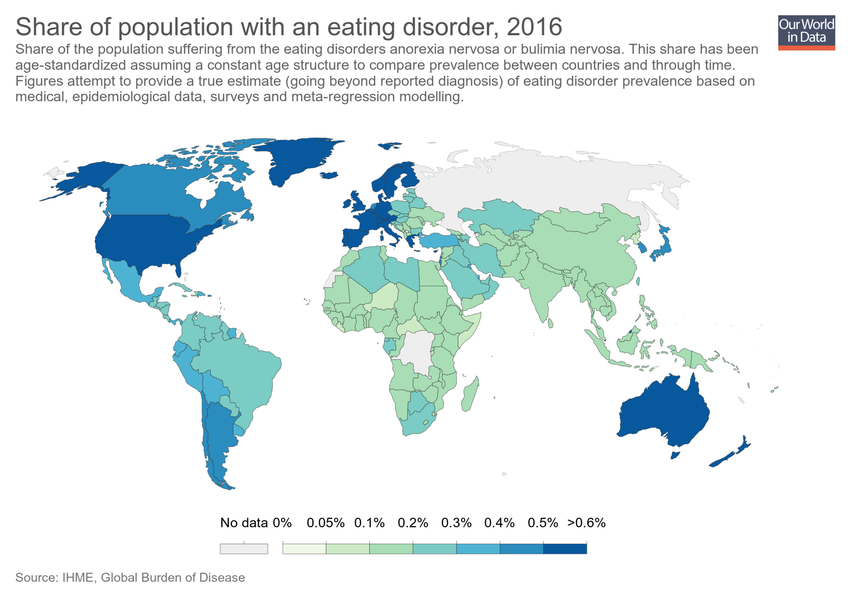 Share of population with an eating disorder, 2016
Our World
in Data
Share of the population suffering from the eating disorders anorexia nervosa or bulimia nervosa. This share has been
age-standardized assuming a constant age structure to compare prevalence between countries and through time.
Figures attempt to provide a true estimate (going beyond reported diagnosis) of eating disorder prevalence based on
medical, epidemiological data, surveys and meta-regression modelling.
No data 0% 0.05% 0.1% 0.2% 0.3% 0.4% 0.5% >0.6%
Source: IHME, Global Burden of Disease